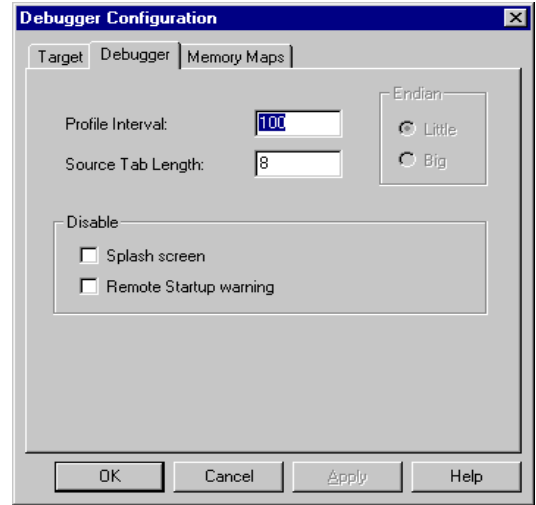 Debugger Configuration
Target Debugger Memory Maps
Endian
Profile Interval: 100
Little
Source Tab Length: 8
Big
Disable
Splash screen
Remote Startup warning
OK Cancel Apply Help